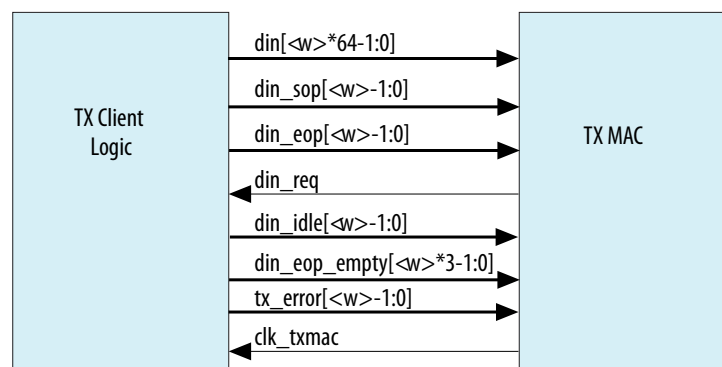 din[<w>*64-1:0]
din_sop[<w>-1:0]
TX Client
Logic
din_eop[<w>-1:0]
TX MAC
din_req
din_idle[<w>-1:0]
din_eop_empty[<w>*3-1:0]
tx_error[<w>-1:0]
clk_txmac